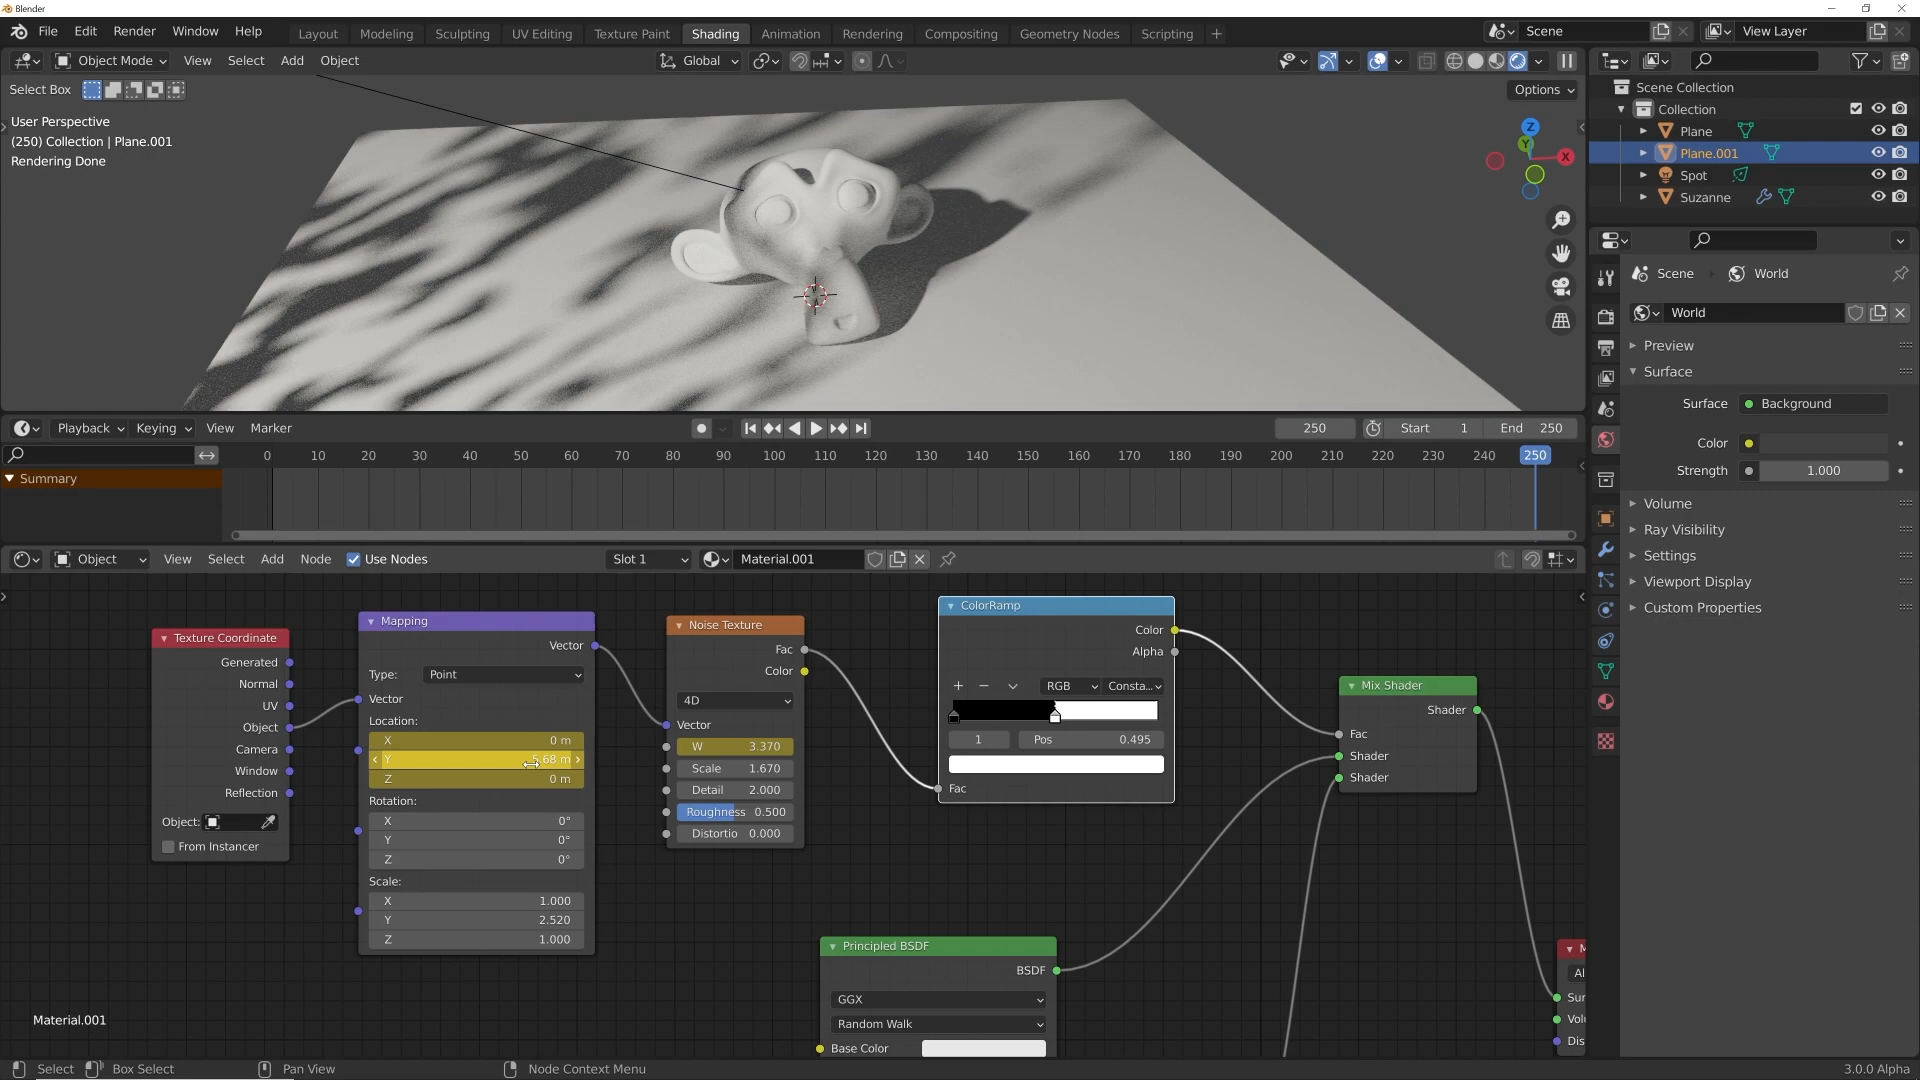 Blender
File Edit Render Window Help
Layout Modeling Sculpting UV Editing Texture Paint Shading Animation Rendering Compositing Geometry Nodes Scripting +
Scene
View Layer
Object Mode View Select Add Object
Global
Select Box
Options
User Perspective
(250) Collection | Plane.001
Rendering Done
Z
Y
X
Scene Collection
Collection
Plane
Plane.001
Spot
Suzanne
Scene World
World
Preview
Surface
Surface Background
Color
Strength 1.000
Volume
Ray Visibility
Settings
Viewport Display
Custom Properties
Playback Keying View Marker
250 Start 1 End 250
0 10 20 30 40 50 60 70 80 90 100 110 120 130 140 150 160 170 180 190 200 210 220 230 240 250
Summary
Object View Select Add Node Use Nodes Slot 1 Material.001
Texture Coordinate
Generated
Normal
UV
Object
Camera
Window
Reflection
Object:
From Instancer
Mapping
Vector
Type: Point
Vector
Location:
X 0 m
Y 5.68 m
Z 0 m
Rotation:
X 0°
Y 0°
Z 0°
Scale:
X 1.000
Y 2.520
Z 1.000
Noise Texture
Fac
Color
4D
Vector
W 3.370
Scale 1.670
Detail 2.000
Roughness 0.500
Distortio 0.000
ColorRamp
Color
Alpha
RGB Consta...
1 Pos 0.495
Fac
Mix Shader
Shader
Fac
Shader
Shader
Principled BSDF
BSDF
GGX
Random Walk
Base Color
M
Al
Sur
Volu
Dis
Material.001
Select Box Select Pan View Node Context Menu 3.0.0 Alpha